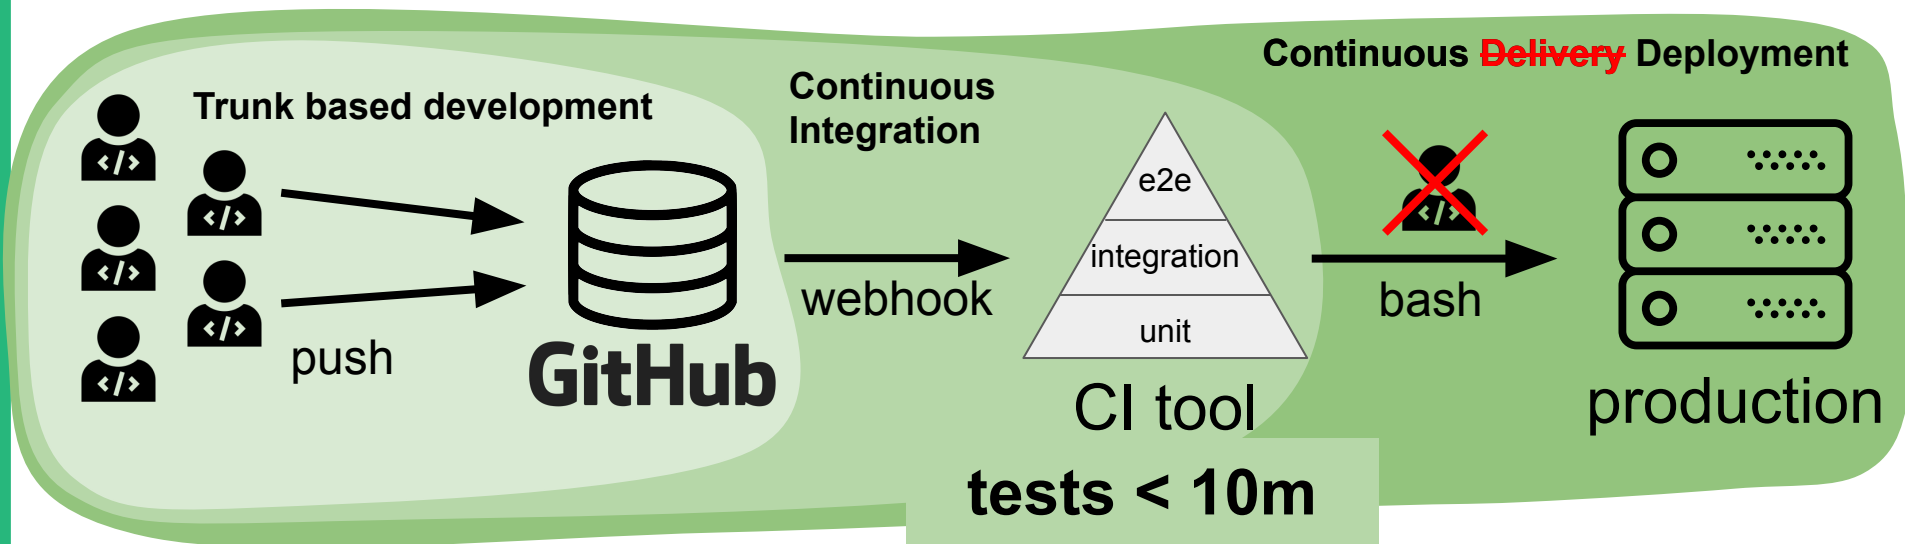 Trunk based development
</>
</>
</>
</>
</>
push
GitHub
Continuous
Integration
webhook
e2e
integration
unit
CI tool
tests < 10m
Continuous Delivery Deployment
</>
bash
production